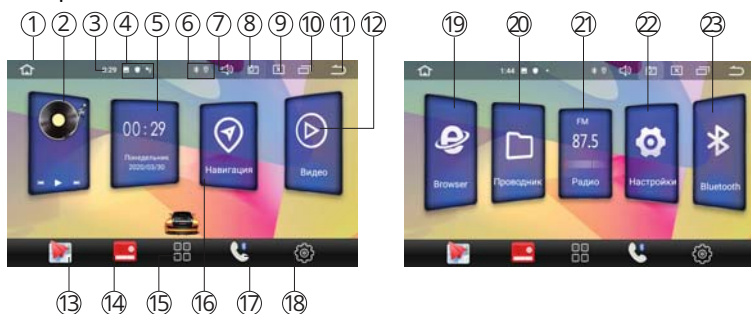 1 2 3 4 5 6 7 8 9 10 11 12
00:29
Понедельник
2020/03/30
Навигация
Видео
13 14 15 16 17 18
19 20 21 22 23
1:44
FM
87.5
Browser
Проводник
Радио
Настройки
Bluetooth